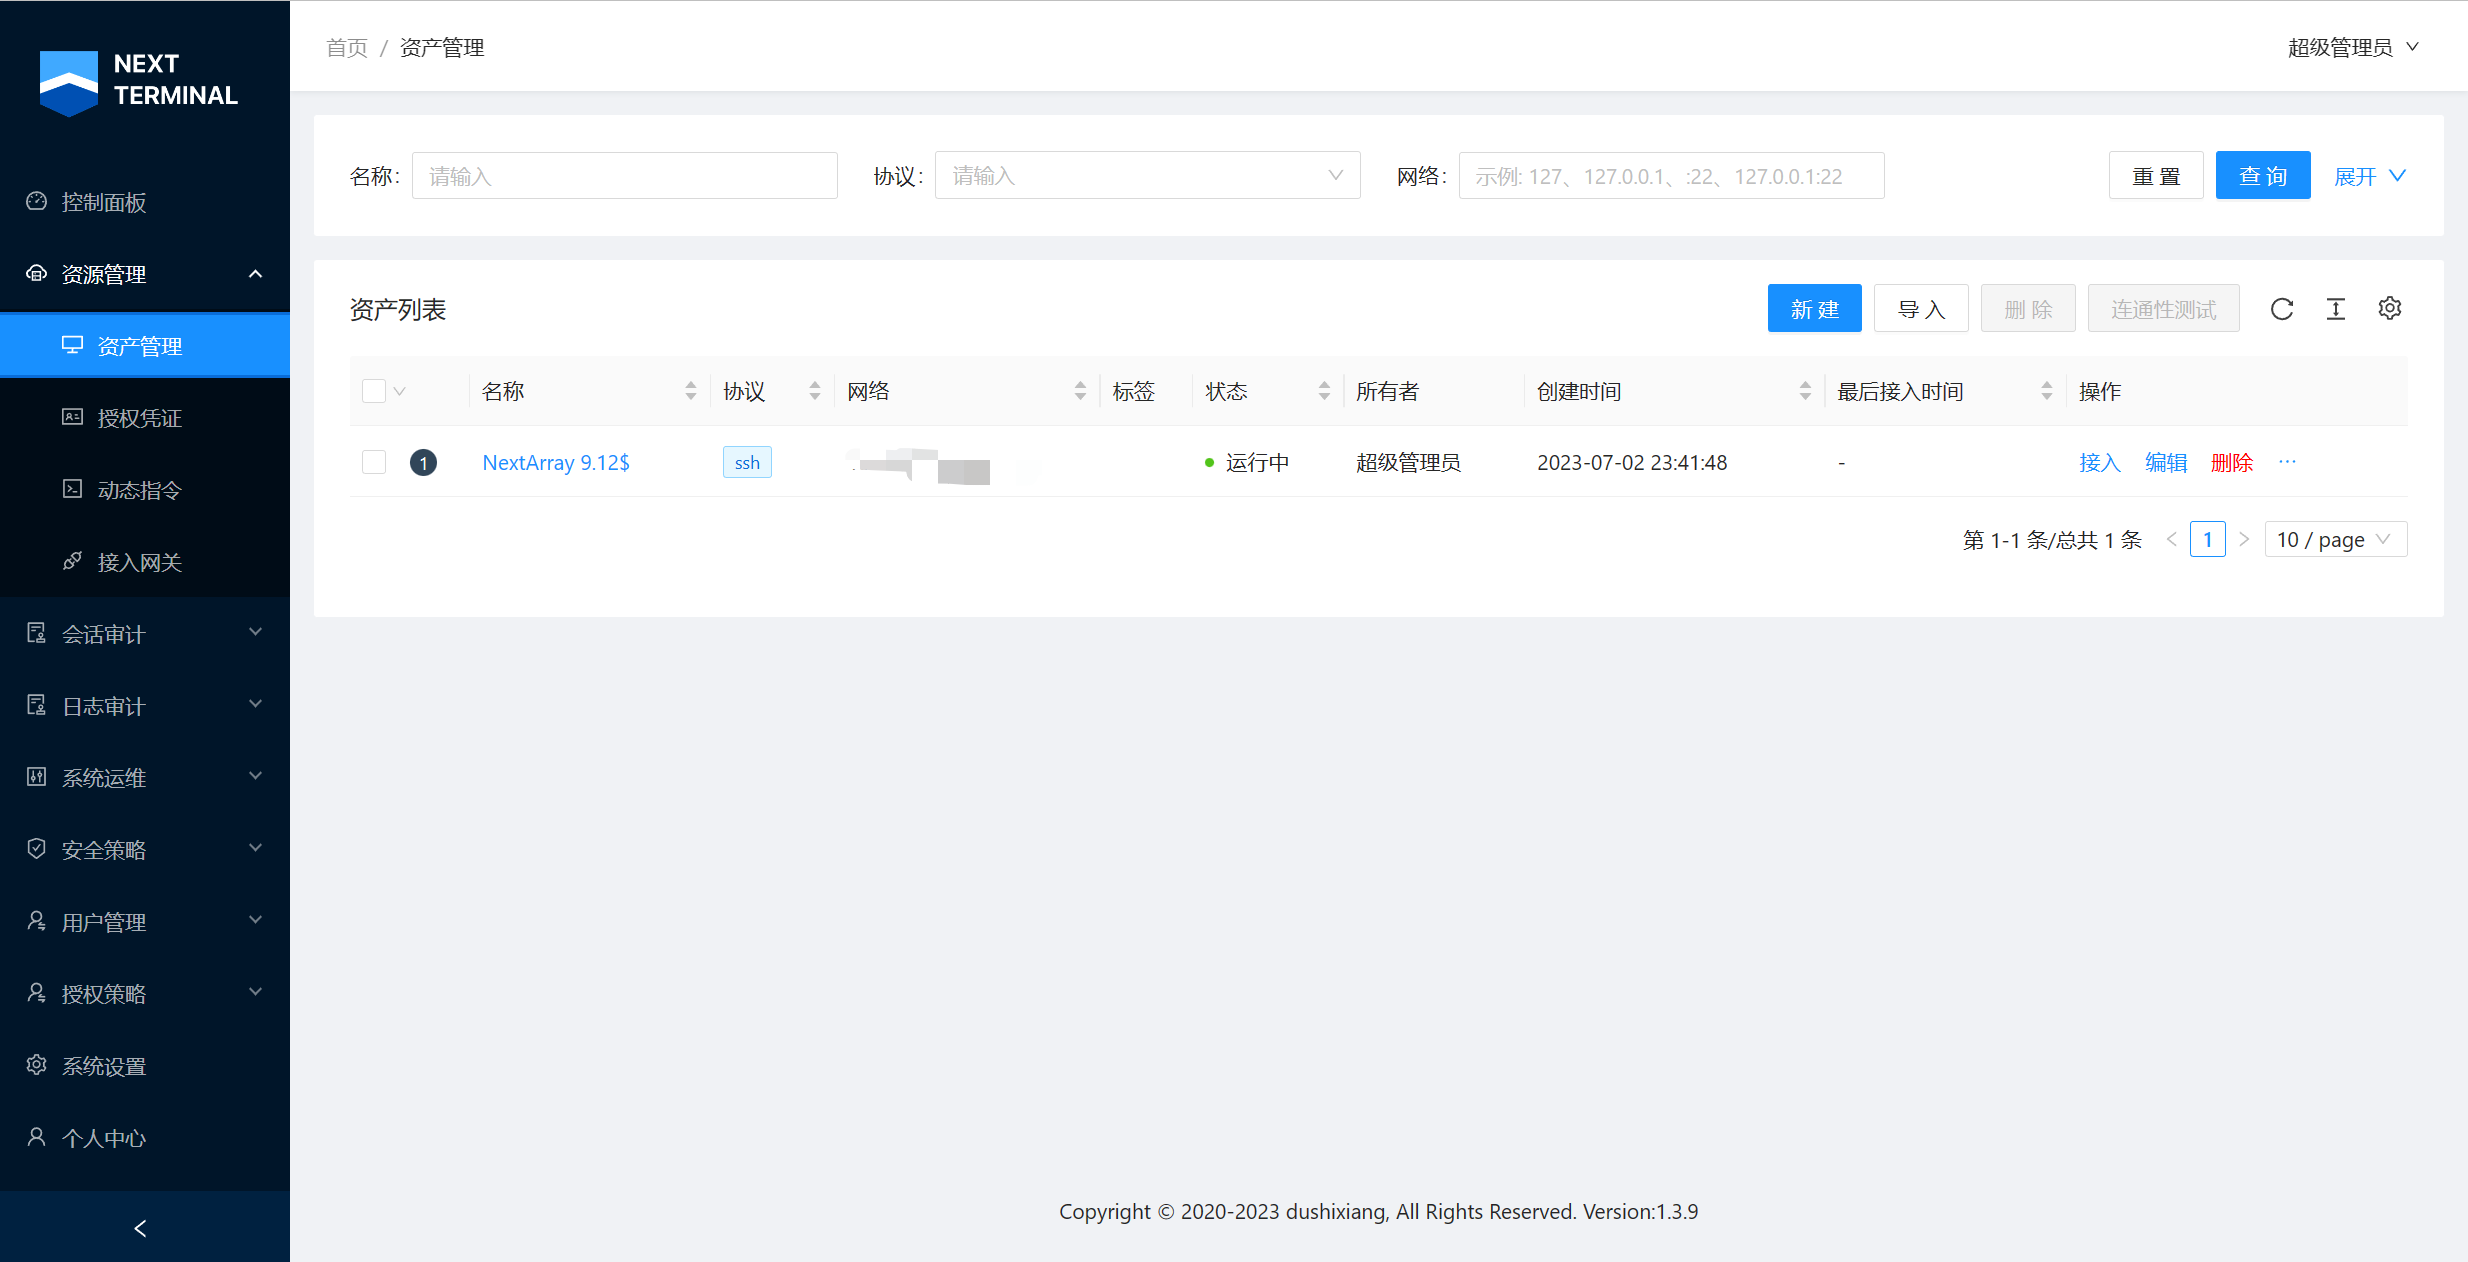 NEXT
TERMINAL
控制面板
资源管理
资产管理
授权凭证
动态指令
接入网关
会话审计
日志审计
系统运维
安全策略
用户管理
授权策略
系统设置
个人中心
首页 / 资产管理
超级管理员
名称: 请输入 协议: 请输入 网络: 示例: 127、127.0.0.1、:22、127.0.0.1:22 重 置 查 询 展开
资产列表 新 建 导 入 删 除 连通性测试
名称 协议 网络 标签 状态 所有者 创建时间 最后接入时间 操作
1 NextArray 9.12$ ssh 运行中 超级管理员 2023-07-02 23:41:48 - 接入 编辑 删除 ···
第 1-1 条/总共 1 条 < 1 > 10 / page
Copyright © 2020-2023 dushixiang, All Rights Reserved. Version:1.3.9